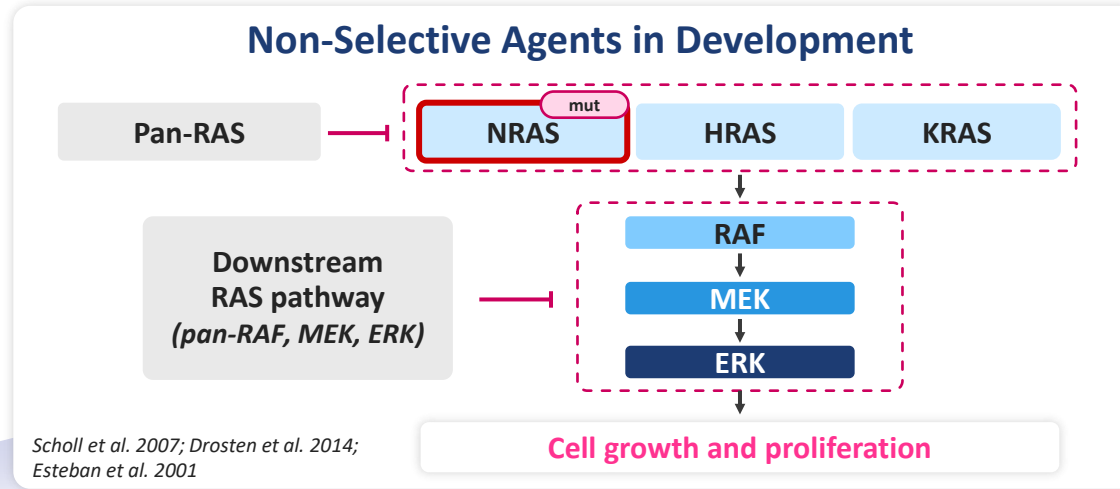 Non-Selective Agents in Development
Pan-RAS
mut
NRAS
HRAS
KRAS
Downstream
RAS pathway
(pan-RAF, MEK, ERK)
RAF
MEK
ERK
Cell growth and proliferation
Scholl et al. 2007; Drosten et al. 2014;
Esteban et al. 2001